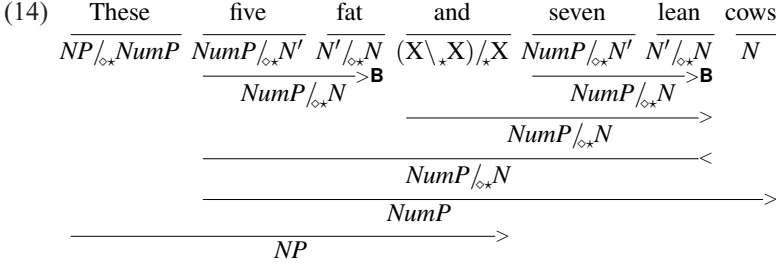 (14) These five fat and seven lean cows
NP/⋄⋆NumP NumP/⋄⋆N′ N′/⋄⋆N (X\⋆X)/⋆X NumP/⋄⋆N′ N′/⋄⋆N N
>B >B
NumP/⋄⋆N NumP/⋄⋆N
>
NumP/⋄⋆N
<
NumP/⋄⋆N
>
NumP
>
NP